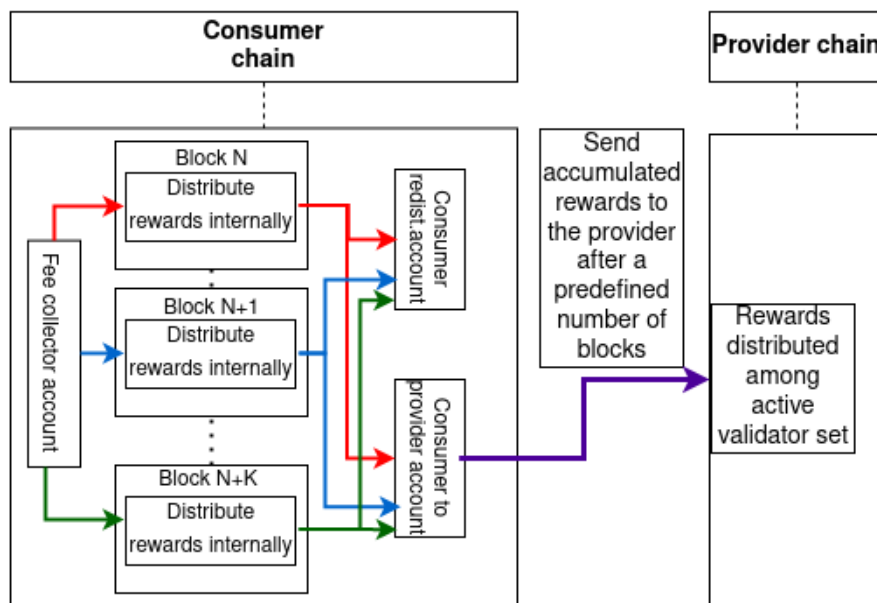 Consumer
chain
Provider chain
Block N
Distribute
rewards internally
Fee collector account
Block N+1
Distribute
rewards internally
Block N+K
Distribute
rewards internally
Consumer
redist.account
Consumer to
provider account
Send
accumulated
rewards to
the provider
after a
predefined
number of
blocks
Rewards
distributed
among
active
validator set